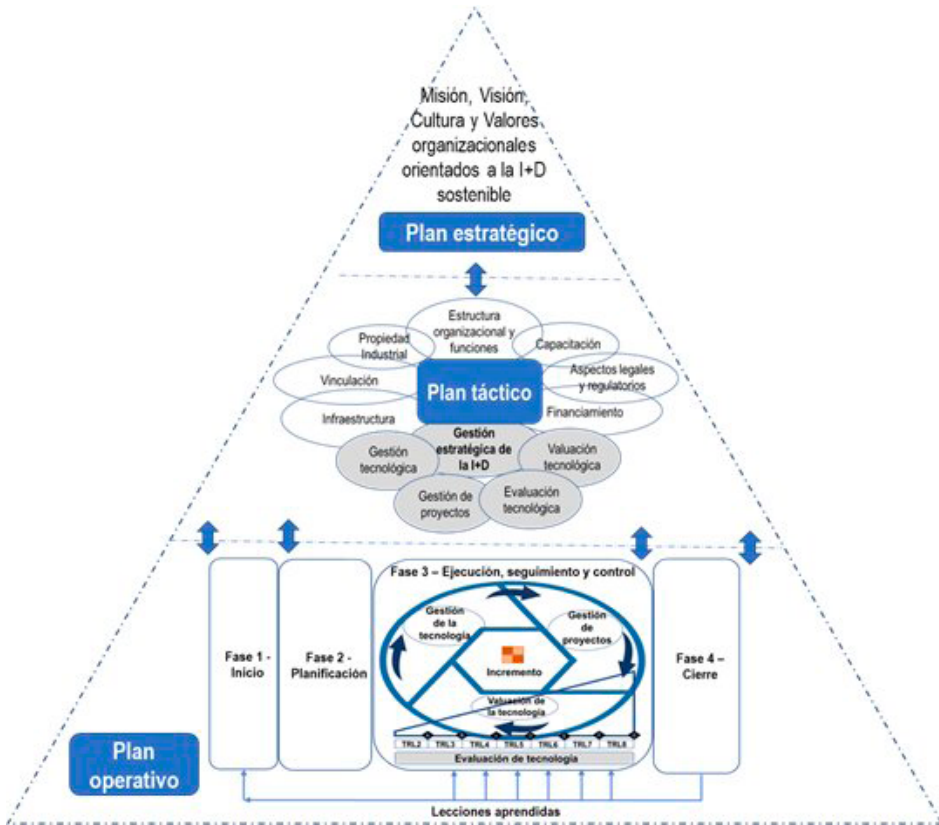 Misión, Visión,
Cultura y Valores
organizacionales
orientados a la I+D
sostenible
Plan estratégico
Estructura
organizacional y
funciones
Propiedad
Industrial
Capacitación
Vinculación
Aspectos legales
y regulatorios
Plan táctico
Infraestructura
Financiamiento
Gestión
estratégica de
la I+D
Gestión
tecnológica
Valuación
tecnológica
Gestión de
proyectos
Evaluación
tecnológica
Fase 1 -
Inicio
Fase 2 -
Planificación
Fase 3 – Ejecución, seguimiento y control
Gestión
de la
tecnología
Gestión
de
proyectos
Incremento
Valuación de
la tecnología
TRL2 TRL3 TRL4 TRL5 TRL6 TRL7 TRL8
Evaluación de tecnología
Fase 4 –
Cierre
Plan
operativo
Lecciones aprendidas